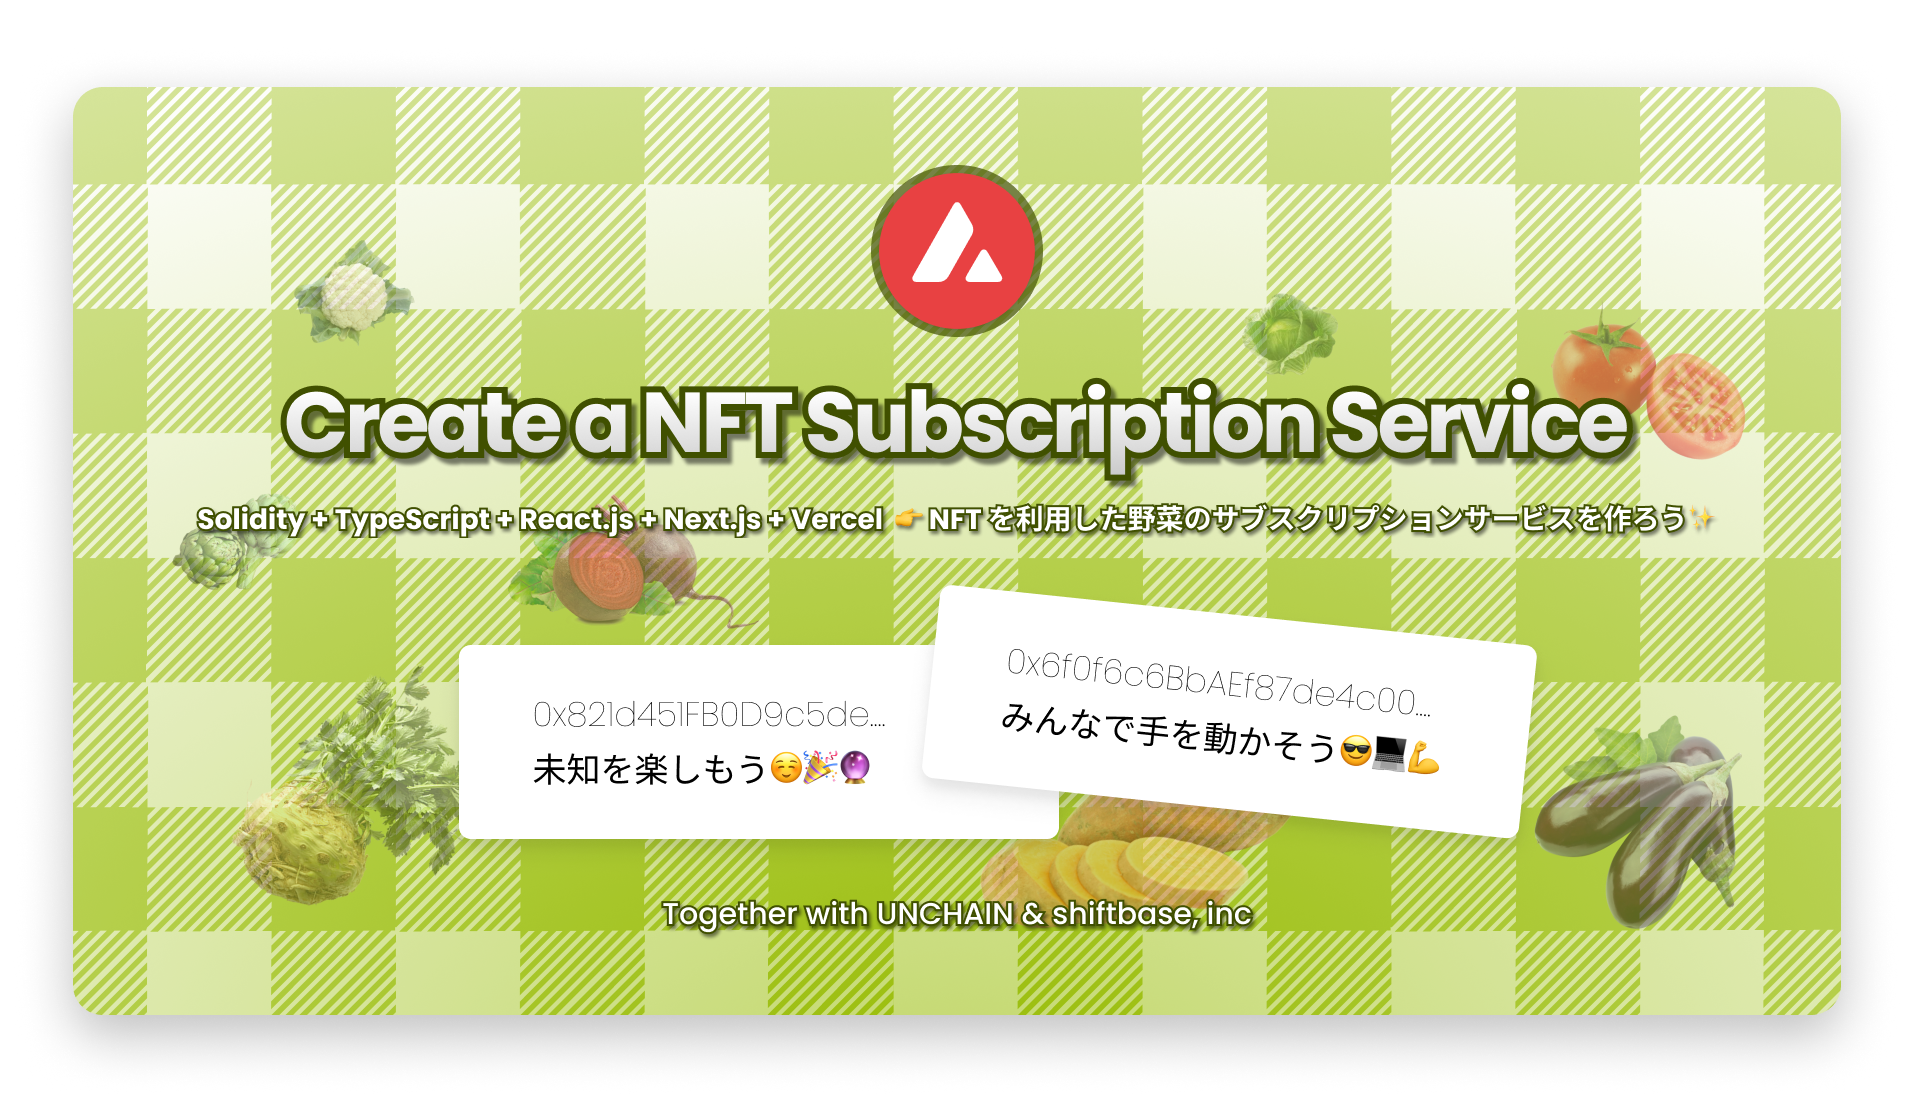 Create a NFT Subscription Service
Solidity + TypeScript + React.js + Next.js + Vercel 👉 NFT を利用した野菜のサブスクリプションサービスを作ろう✨
0x6f0f6c6BbAEf87de4c00....
みんなで手を動かそう😎💻💪
0x821d451FB0D9c5de....
未知を楽しもう☺️🎉🔮
Together with UNCHAIN & shiftbase, inc